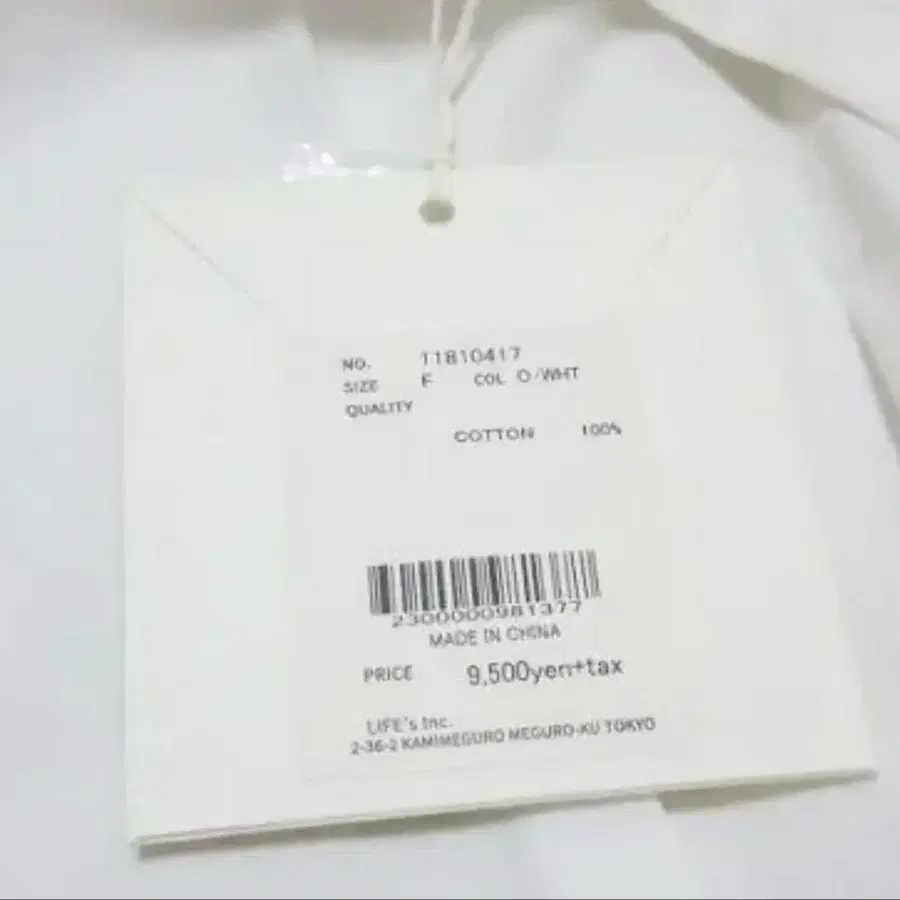 NO. 11810417
SIZE F COL O/WHT
QUALITY
COTTON 100%
2300000981377
MADE IN CHINA
PRICE 9,500yen+tax
LIFE's Inc.
2-36-2 KAMIMEGURO MEGURO-KU TOKYO